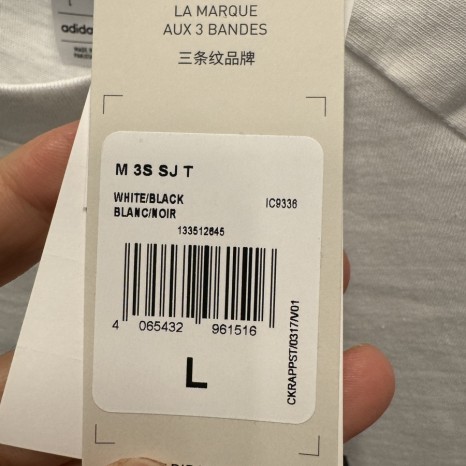 L
adidas
LA MARQUE
AUX 3 BANDES
三条纹品牌
M 3S SJ T
WHITE/BLACK
BLANC/NOIR
IC9336
133512645
4 065432 961516
L
CKRAPPST/0317/V01